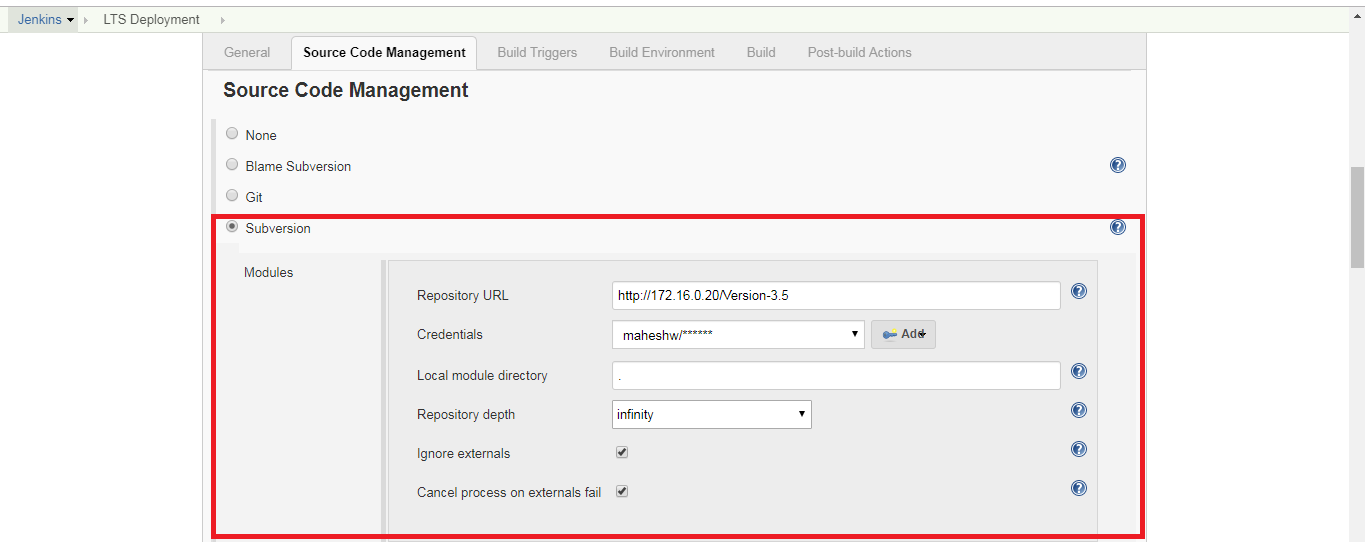 Jenkins LTS Deployment
General Source Code Management Build Triggers Build Environment Build Post-build Actions
Source Code Management
None
Blame Subversion
Git
Subversion
Modules
Repository URL http://172.16.0.20/Version-3.5
Credentials maheshw/******
Add
Local module directory .
Repository depth infinity
Ignore externals
Cancel process on externals fail